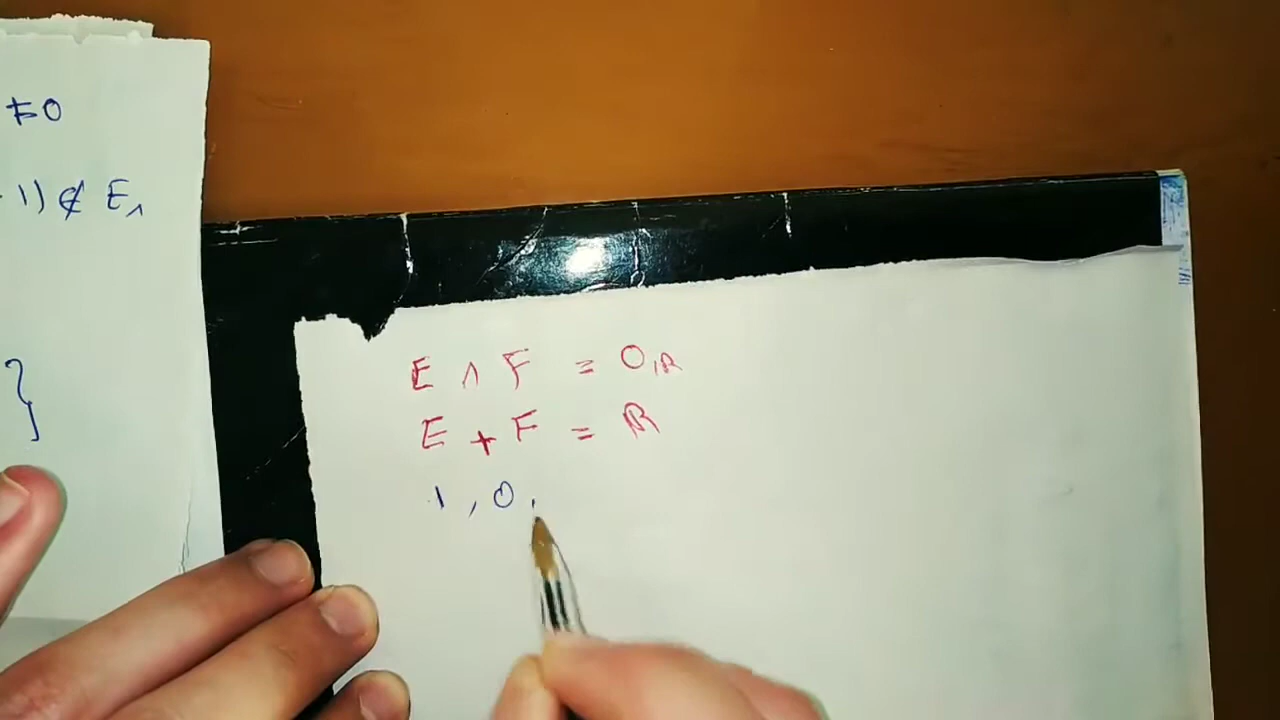 ≠0
1) ∉ E₁
}
E ∩ F = 0ℝ
E + F = ℝ
1, 0,